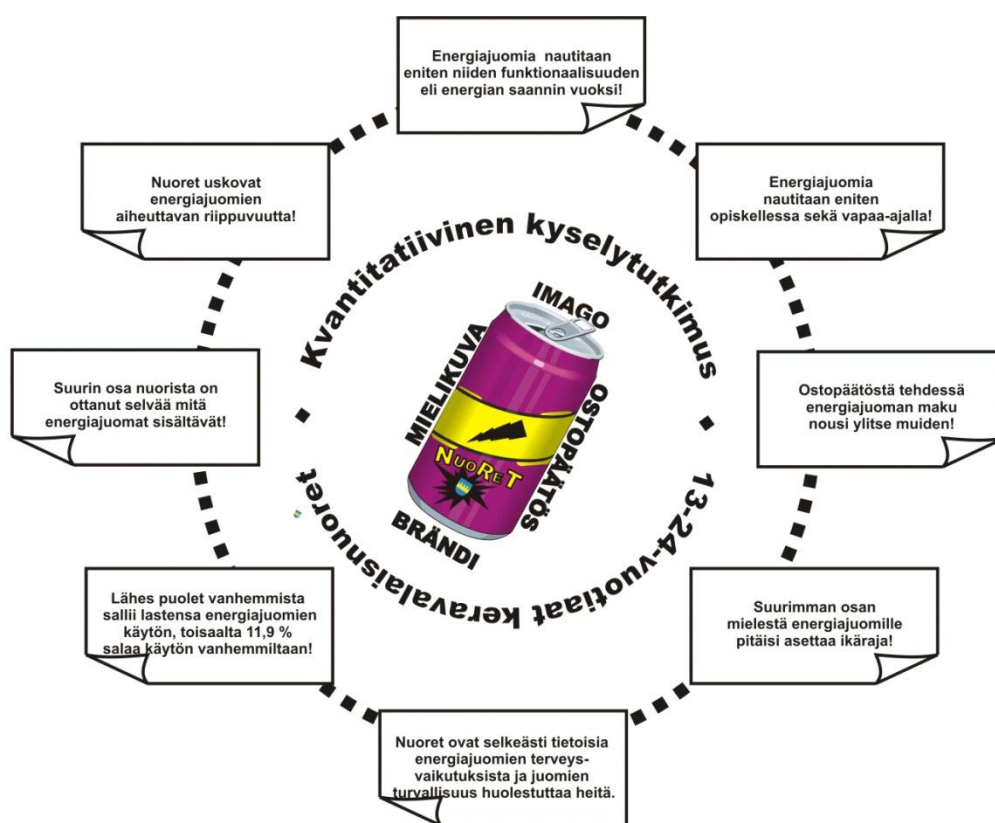 Energiajuomia nautitaan
eniten niiden funktionaalisuuden
eli energian saannin vuoksi!
Nuoret uskovat
energiajuomien
aiheuttavan riippuvuutta!
Energiajuomia
nautitaan eniten
opiskellessa sekä vapaa-ajalla!
Kvantitatiivinen kyselytutkimus
IMAGO
MIELIKUVA
OSTOPÄÄTÖS
NUORET
BRÄNDI
13-24-vuotiaat keravalaisnuoret
Suurin osa nuorista on
ottanut selvää mitä
energiajuomat sisältävät!
Ostopäätöstä tehdessä
energiajuoman maku
nousi ylitse muiden!
Lähes puolet vanhemmista
sallii lastensa energiajuomien
käytön, toisaalta 11,9 %
salaa käytön vanhemmiltaan!
Suurimman osan
mielestä energiajuomille
pitäisi asettaa ikäraja!
Nuoret ovat selkeästi tietoisia
energiajuomien terveys-
vaikutuksista ja juomien
turvallisuus huolestuttaa heitä.